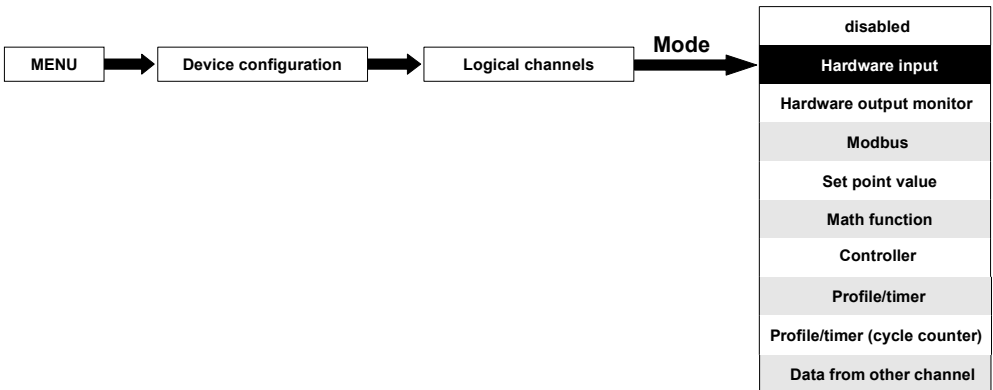 MENU
Device configuration
Logical channels
Mode
disabled
Hardware input
Hardware output monitor
Modbus
Set point value
Math function
Controller
Profile/timer
Profile/timer (cycle counter)
Data from other channel